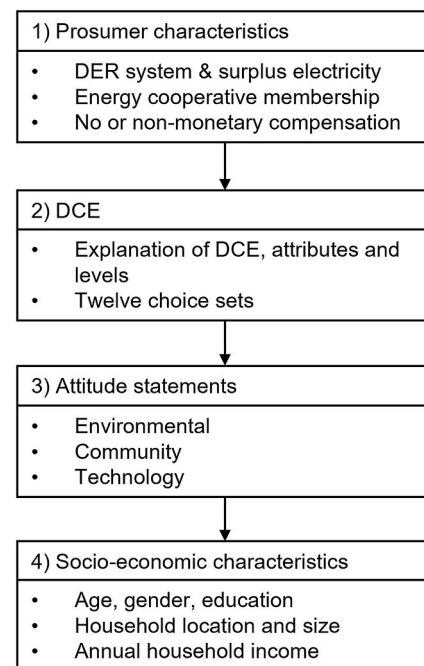 1) Prosumer characteristics
• DER system & surplus electricity
• Energy cooperative membership
• No or non-monetary compensation
2) DCE
• Explanation of DCE, attributes and
levels
• Twelve choice sets
3) Attitude statements
• Environmental
• Community
• Technology
4) Socio-economic characteristics
• Age, gender, education
• Household location and size
• Annual household income